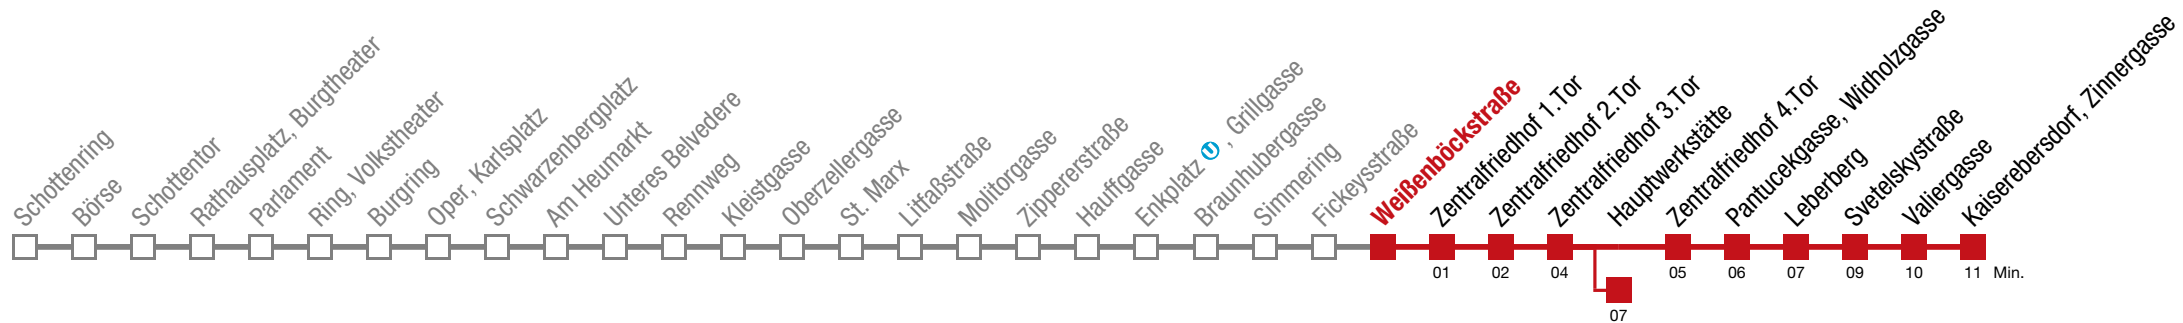 Schottenring
Börse
Schottentor
Rathausplatz, Burgtheater
Parlament
Ring, Volkstheater
Burgring
Oper, Karlsplatz
Schwarzenbergplatz
Am Heumarkt
Unteres Belvedere
Rennweg
Kleistgasse
Oberzellergasse
St. Marx
Litfaßstraße
Molitorgasse
Zippererstraße
Hauffgasse
Enkplatz U, Grillgasse
Braunhubergasse
Simmering
Fickeysstraße
Weißenböckstraße
Zentralfriedhof 1.Tor
Zentralfriedhof 2.Tor
Zentralfriedhof 3.Tor
Hauptwerkstätte
Zentralfriedhof 4.Tor
Pantucekgasse, Widholzgasse
Leberberg
Svetelskystraße
Valiergasse
Kaiserebersdorf, Zinnergasse
01 02 04 05 06 07 09 10 11 Min.
07